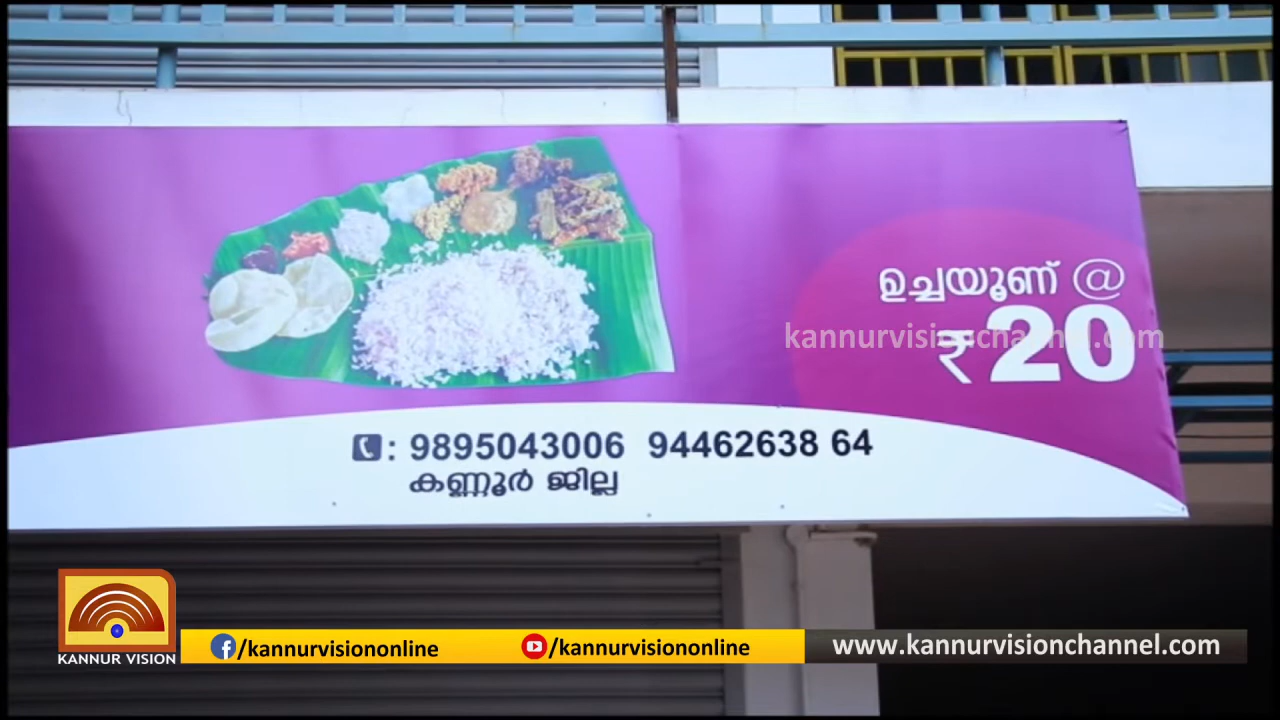 ഉച്ചയൂണ് @
₹20
kannurvisionchannel.com
: 9895043006 94462638 64
കണ്ണൂർ ജില്ല
KANNUR VISION
/kannurvisiononline
/kannurvisiononline
www.kannurvisionchannel.com